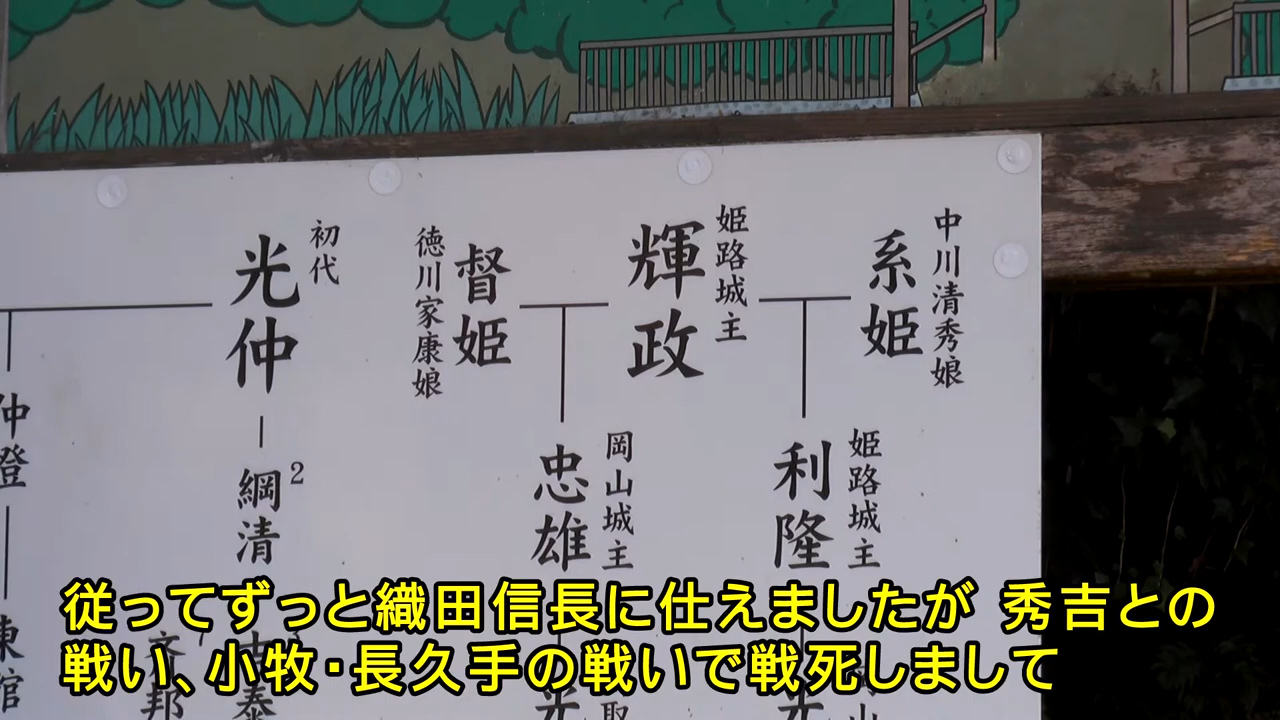 中川清秀娘
糸姫
姫路城主
輝政
督姫
徳川家康娘
初代
光仲
姫路城主
利隆
岡山城主
忠雄
2
綱清
仲澄
従ってずっと織田信長に仕えましたが 秀吉との
戦い、小牧・長久手の戦いで戦死しまして